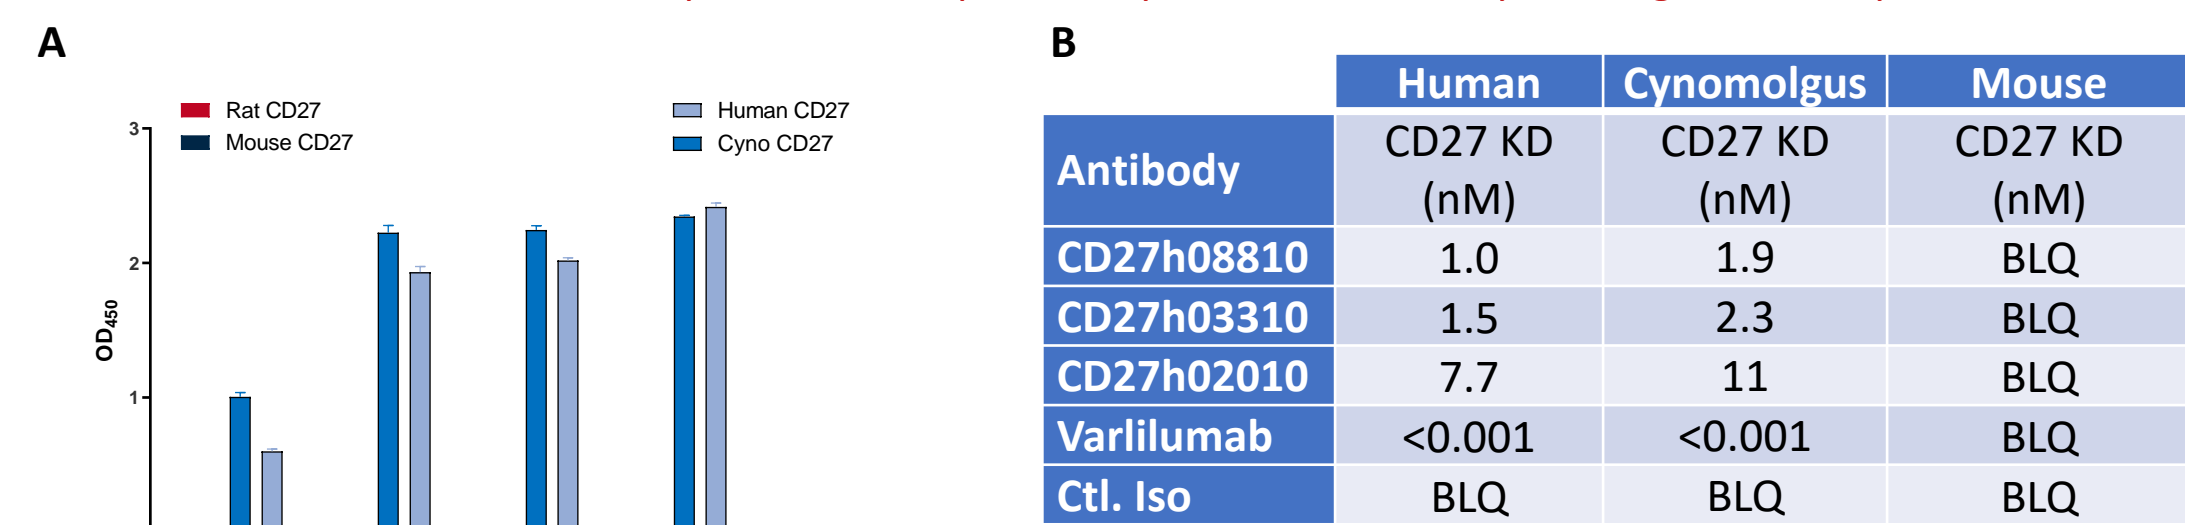 A
Rat CD27
Mouse CD27
Human CD27
Cyno CD27
3
2
1
OD450
B
Human Cynomolgus Mouse
Antibody CD27 KD (nM) CD27 KD (nM) CD27 KD (nM)
CD27h08810 1.0 1.9 BLQ
CD27h03310 1.5 2.3 BLQ
CD27h02010 7.7 11 BLQ
Varlilumab <0.001 <0.001 BLQ
Ctl. Iso BLQ BLQ BLQ